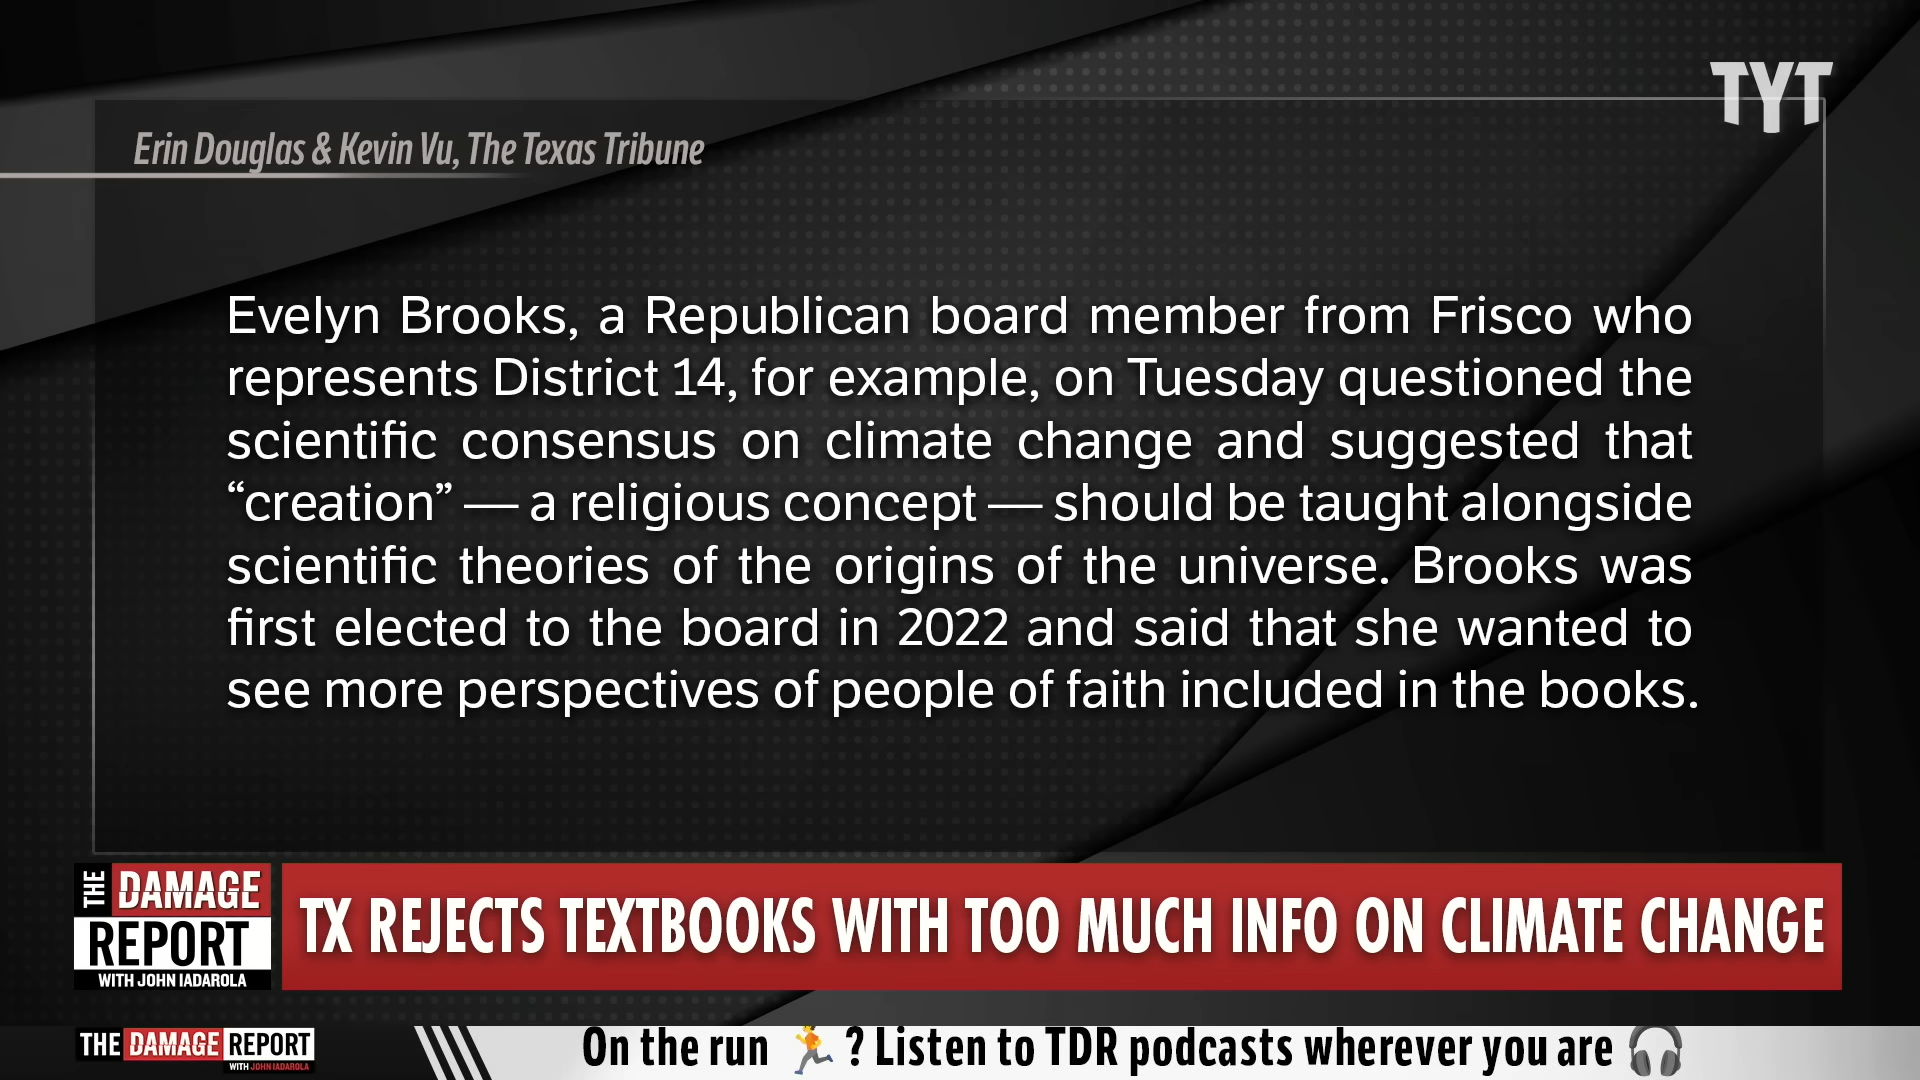 TYT
Erin Douglas & Kevin Vu, The Texas Tribune
Evelyn Brooks, a Republican board member from Frisco who
represents District 14, for example, on Tuesday questioned the
scientific consensus on climate change and suggested that
“creation” — a religious concept — should be taught alongside
scientific theories of the origins of the universe. Brooks was
first elected to the board in 2022 and said that she wanted to
see more perspectives of people of faith included in the books.
THE DAMAGE
REPORT
WITH JOHN IADAROLA
TX REJECTS TEXTBOOKS WITH TOO MUCH INFO ON CLIMATE CHANGE
THE DAMAGE REPORT
WITH JOHN IADAROLA
On the run 🏃? Listen to TDR podcasts wherever you are 🎧